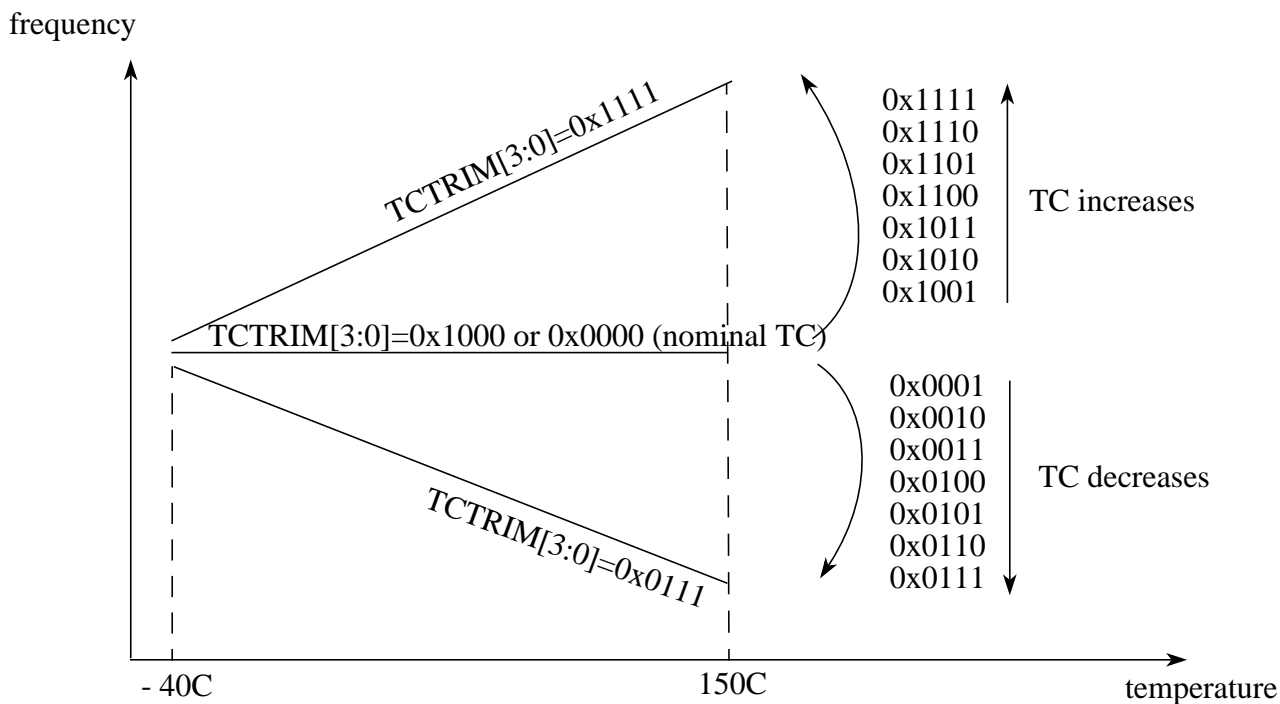 frequency
TCTRIM[3:0]=0x1111
0x1111
0x1110
0x1101
0x1100
0x1011
0x1010
0x1001
TC increases
TCTRIM[3:0]=0x1000 or 0x0000 (nominal TC)
0x0001
0x0010
0x0011
0x0100
0x0101
0x0110
0x0111
TC decreases
TCTRIM[3:0]=0x0111
- 40C
150C
temperature